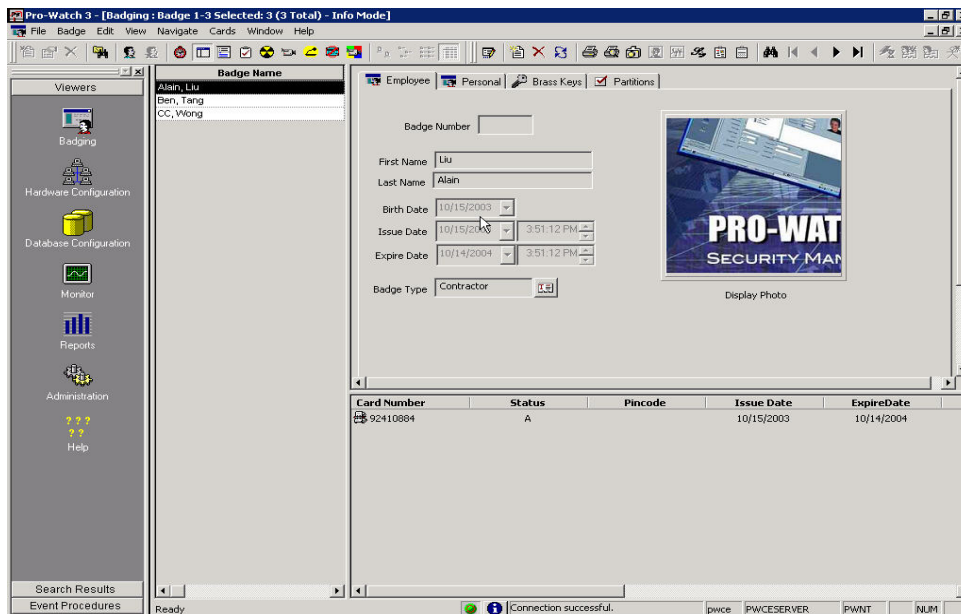 Pro-Watch 3 - [Badging : Badge 1-3 Selected: 3 (3 Total) - Info Mode]
File Badge Edit View Navigate Cards Window Help
Viewers
Badging
Hardware Configuration
Database Configuration
Monitor
Reports
Administration
? ? ?
? ?
Help
Search Results
Event Procedures
Badge Name
Alain, Liu
Ben, Tang
CC, Wong
Employee Personal Brass Keys Partitions
Badge Number
First Name Liu
Last Name Alain
Birth Date 10/15/2003
Issue Date 10/15/2003 3:51:12 PM
Expire Date 10/14/2004 3:51:12 PM
Badge Type Contractor
PRO-WAT
SECURITY MAN
Display Photo
Card Number Status Pincode Issue Date ExpireDate
92410884 A 10/15/2003 10/14/2004
Ready Connection successful. pwce PWCESERVER PWNT NUM